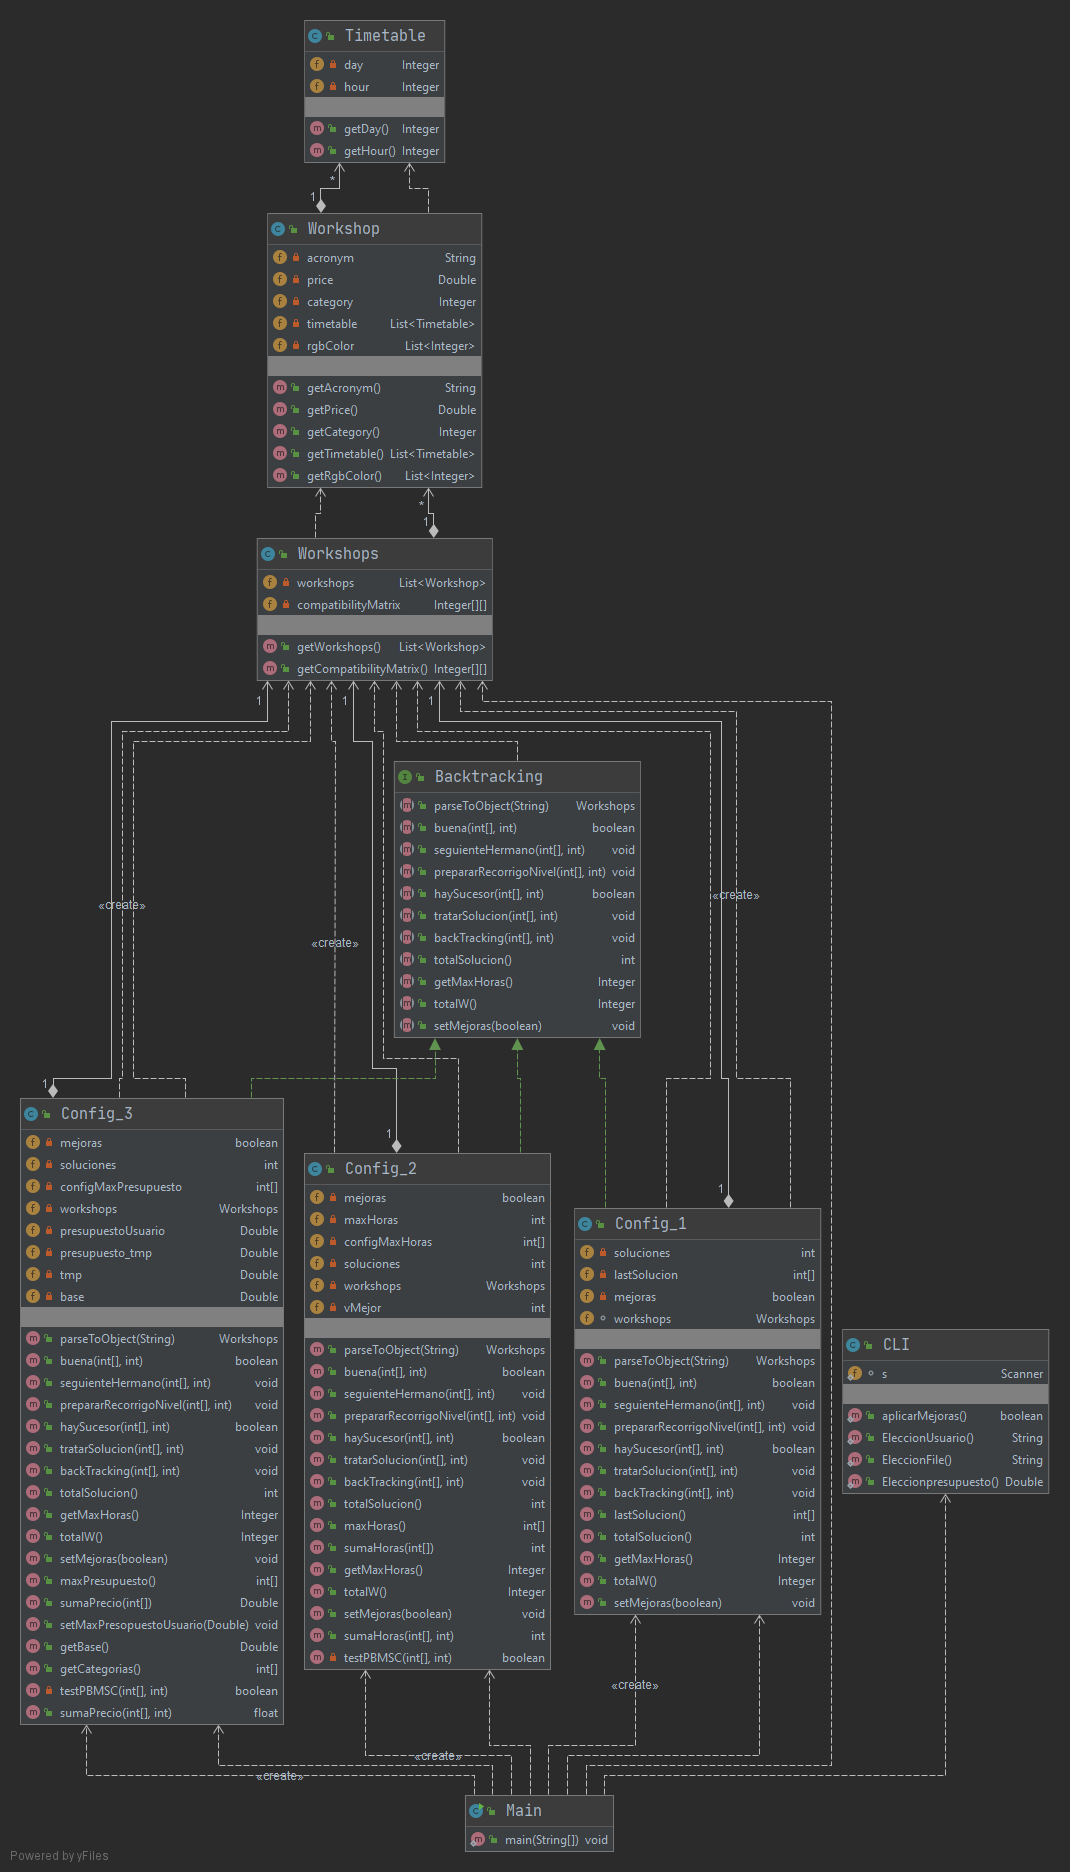 Timetable
day Integer
hour Integer
getDay() Integer
getHour() Integer
*
1
Workshop
acronym String
price Double
category Integer
timetable List<Timetable>
rgbColor List<Integer>
getAcronym() String
getPrice() Double
getCategory() Integer
getTimetable() List<Timetable>
getRgbColor() List<Integer>
*
1
Workshops
workshops List<Workshop>
compatibilityMatrix Integer[][]
getWorkshops() List<Workshop>
getCompatibilityMatrix() Integer[][]
1 1 1
Backtracking
parseToObject(String) Workshops
buena(int[], int) boolean
seguienteHermano(int[], int) void
prepararRecorrigoNivel(int[], int) void
haySucesor(int[], int) boolean
tratarSolucion(int[], int) void
backTracking(int[], int) void
totalSolucion() int
getMaxHoras() Integer
totalW() Integer
setMejoras(boolean) void
«create»
«create»
«create»
1
Config_3
mejoras boolean
soluciones int
configMaxPresupuesto int[]
workshops Workshops
presupuestoUsuario Double
presupuesto_tmp Double
tmp Double
base Double
parseToObject(String) Workshops
buena(int[], int) boolean
seguienteHermano(int[], int) void
prepararRecorrigoNivel(int[], int) void
haySucesor(int[], int) boolean
tratarSolucion(int[], int) void
backTracking(int[], int) void
totalSolucion() int
getMaxHoras() Integer
totalW() Integer
setMejoras(boolean) void
maxPresupuesto() int[]
sumaPrecio(int[]) Double
setMaxPresopuestoUsuario(Double) void
getBase() Double
getCategorias() int[]
testPBMSC(int[], int) boolean
sumaPrecio(int[], int) float
1
Config_2
mejoras boolean
maxHoras int
configMaxHoras int[]
soluciones int
workshops Workshops
vMejor int
parseToObject(String) Workshops
buena(int[], int) boolean
seguienteHermano(int[], int) void
prepararRecorrigoNivel(int[], int) void
haySucesor(int[], int) boolean
tratarSolucion(int[], int) void
backTracking(int[], int) void
totalSolucion() int
maxHoras() int[]
sumaHoras(int[]) int
getMaxHoras() Integer
totalW() Integer
setMejoras(boolean) void
sumaHoras(int[], int) int
testPBMSC(int[], int) boolean
1
Config_1
soluciones int
lastSolucion int[]
mejoras boolean
workshops Workshops
parseToObject(String) Workshops
buena(int[], int) boolean
seguienteHermano(int[], int) void
prepararRecorrigoNivel(int[], int) void
haySucesor(int[], int) boolean
tratarSolucion(int[], int) void
backTracking(int[], int) void
lastSolucion() int[]
totalSolucion() int
getMaxHoras() Integer
totalW() Integer
setMejoras(boolean) void
CLI
s Scanner
aplicarMejoras() boolean
EleccionUsuario() String
EleccionFile() String
Eleccionpresupuesto() Double
«create»
«create»
«create»
Main
main(String[]) void
Powered by yFiles